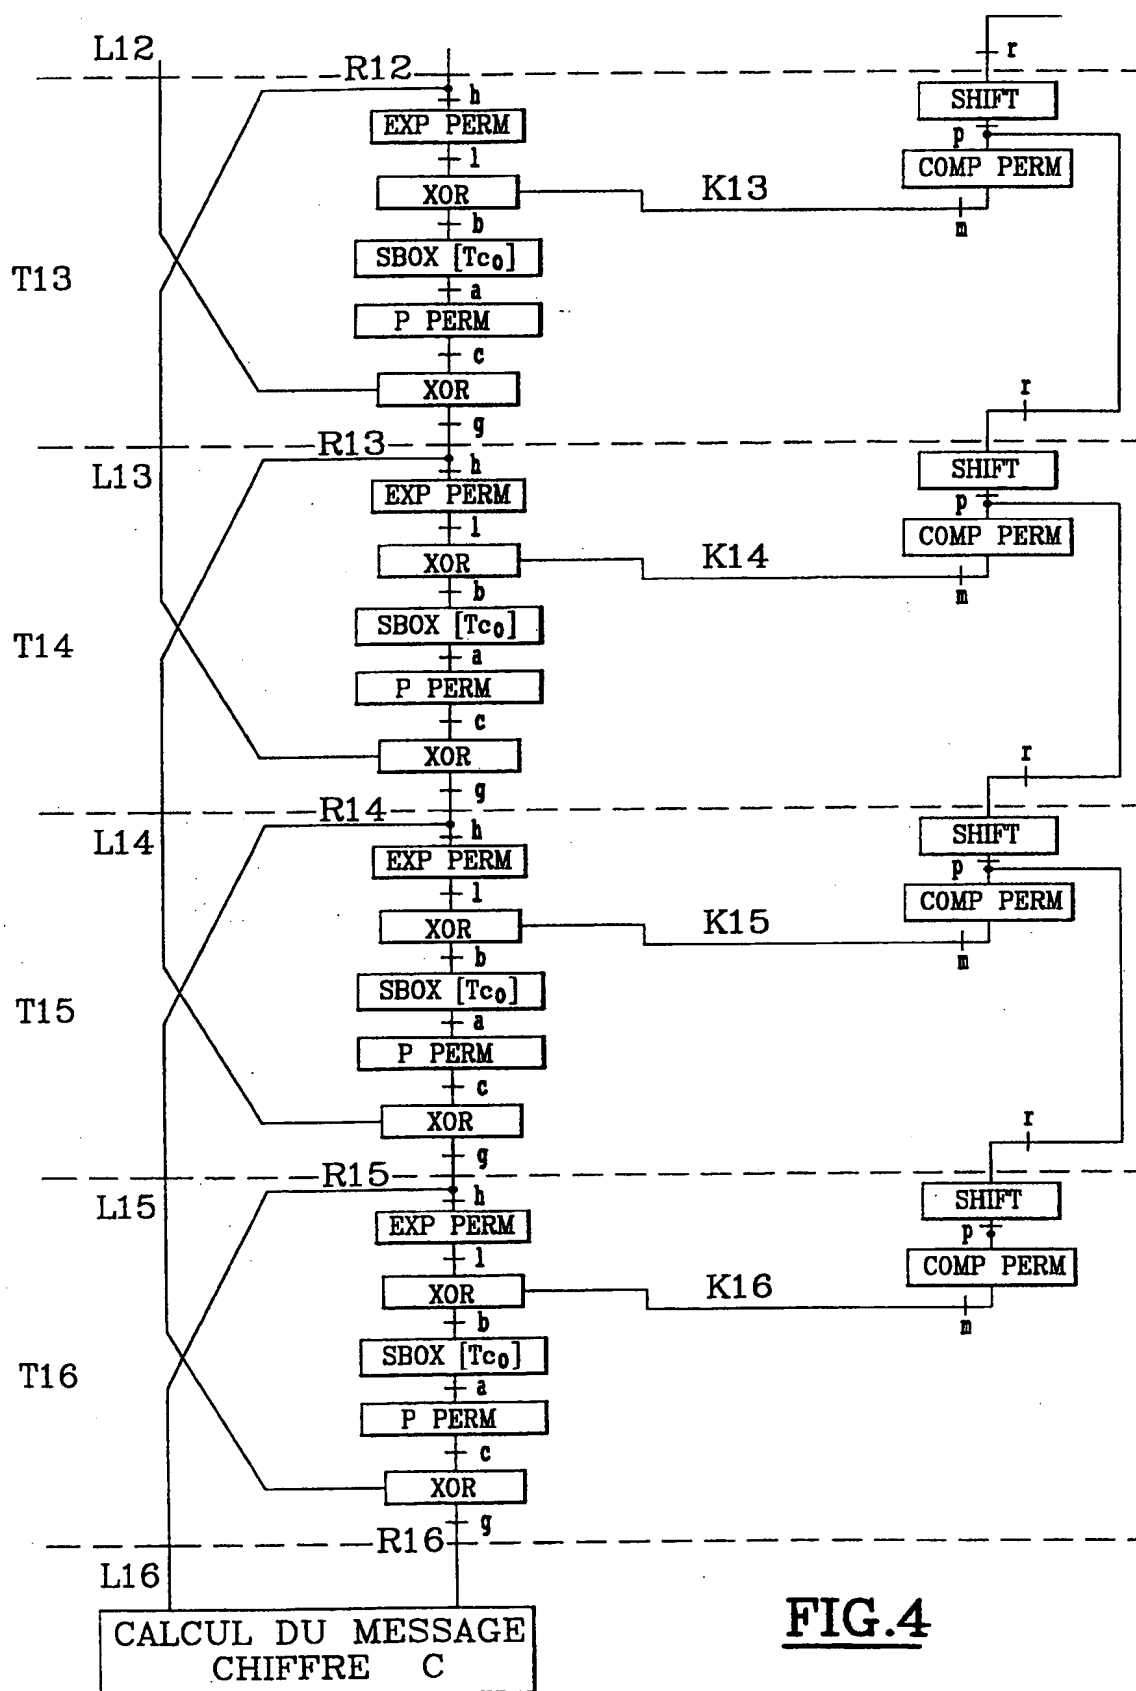 L12
r
R12
h
SHIFT
EXP PERM
p
l
COMP PERM
XOR
K13
m
b
SBOX [Tc0]
T13
a
P PERM
c
XOR
r
g
R13
L13
h
SHIFT
EXP PERM
p
l
COMP PERM
XOR
K14
m
b
SBOX [Tc0]
T14
a
P PERM
c
XOR
r
g
R14
L14
h
SHIFT
EXP PERM
p
l
COMP PERM
XOR
K15
m
b
SBOX [Tc0]
T15
a
P PERM
c
XOR
r
g
R15
L15
h
SHIFT
EXP PERM
p
l
COMP PERM
XOR
K16
m
b
SBOX [Tc0]
T16
a
P PERM
c
XOR
g
R16
L16
CALCUL DU MESSAGE
CHIFFRE C
FIG.4